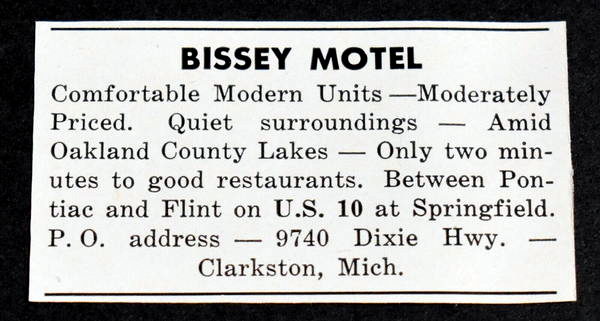 BISSEY MOTEL
Comfortable Modern Units —Moderately
Priced. Quiet surroundings — Amid
Oakland County Lakes — Only two min-
utes to good restaurants. Between Pon-
tiac and Flint on U.S. 10 at Springfield.
P. O. address — 9740 Dixie Hwy. —
Clarkston, Mich.